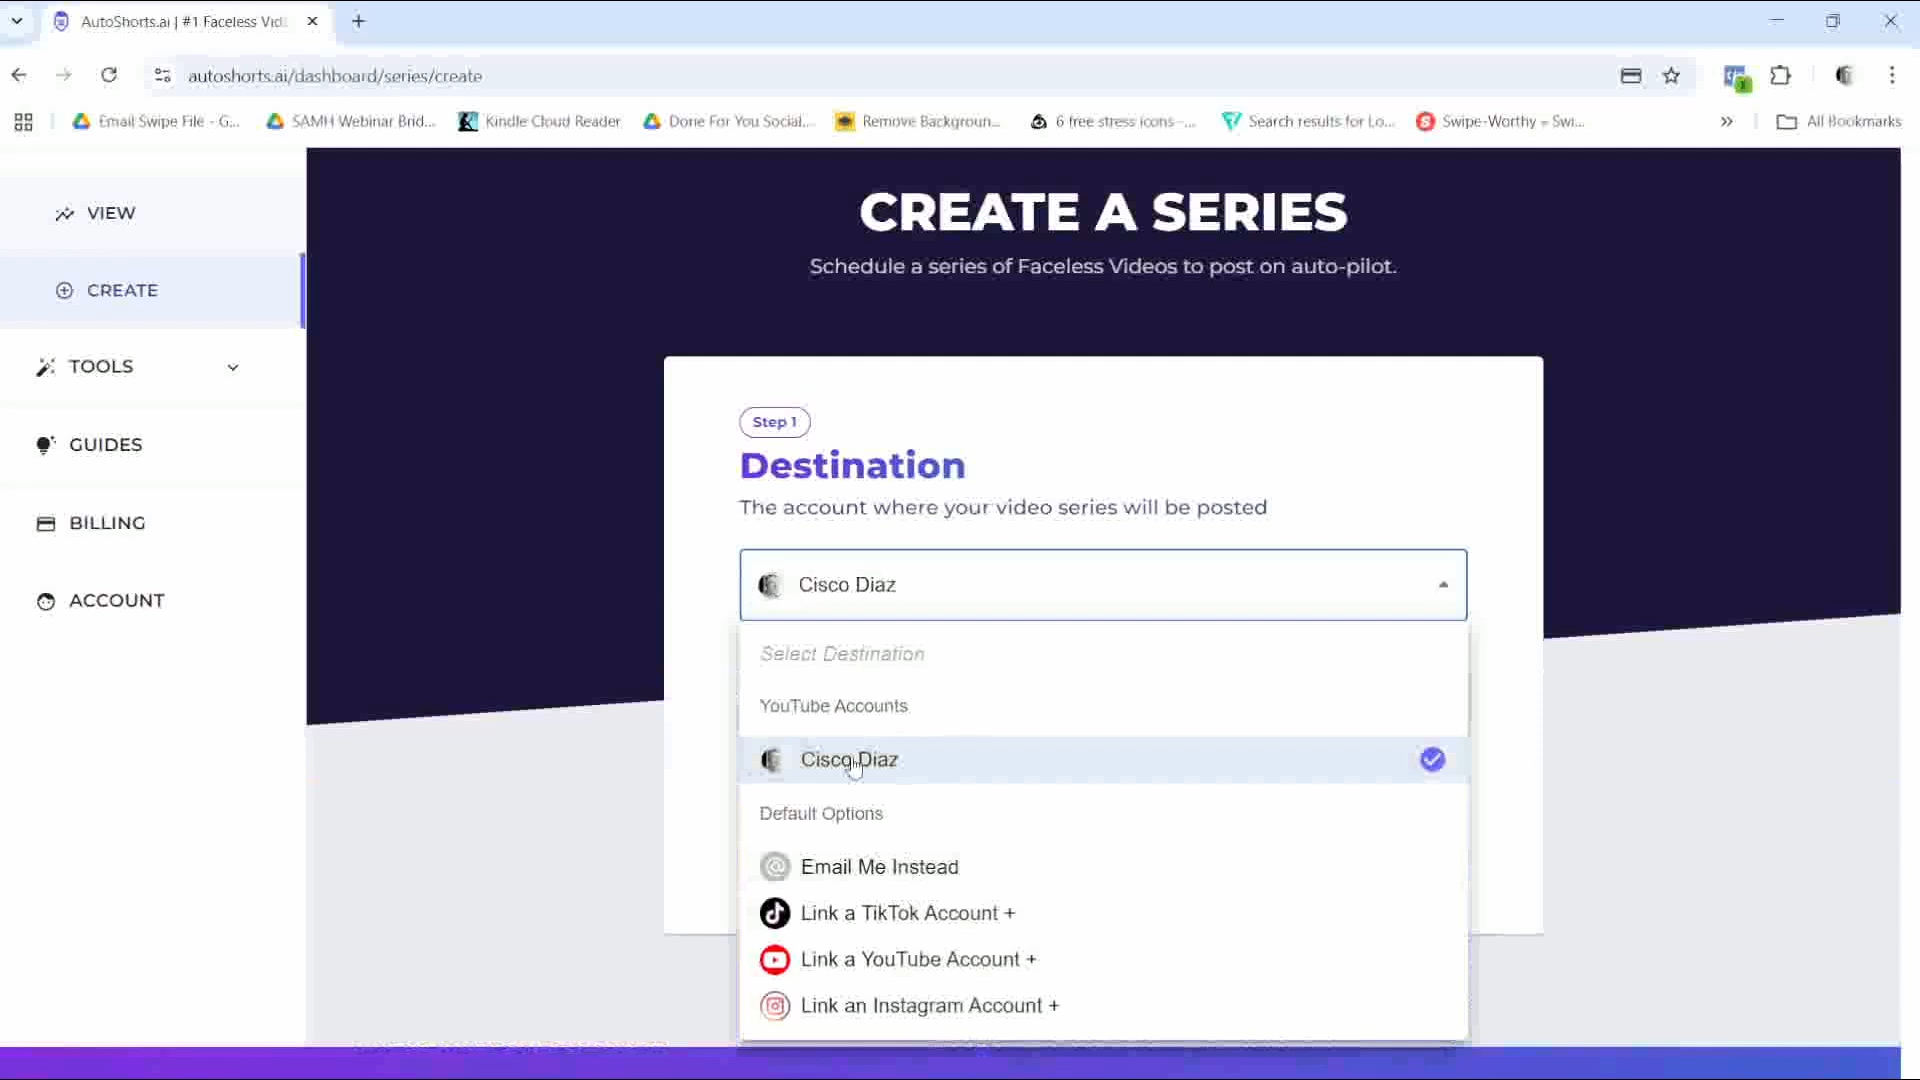 AutoShorts.ai | #1 Faceless Vid
autoshorts.ai/dashboard/series/create
Email Swipe File - G...
SAMH Webinar Brid...
Kindle Cloud Reader
Done For You Social...
Remove Backgroun...
6 free stress icons -...
Search results for Lo...
Swipe-Worthy = Swi...
All Bookmarks
VIEW
CREATE
TOOLS
GUIDES
BILLING
ACCOUNT
CREATE A SERIES
Schedule a series of Faceless Videos to post on auto-pilot.
Step 1
Destination
The account where your video series will be posted
Cisco Diaz
Select Destination
YouTube Accounts
Cisco Diaz
Default Options
Email Me Instead
Link a TikTok Account +
Link a YouTube Account +
Link an Instagram Account +